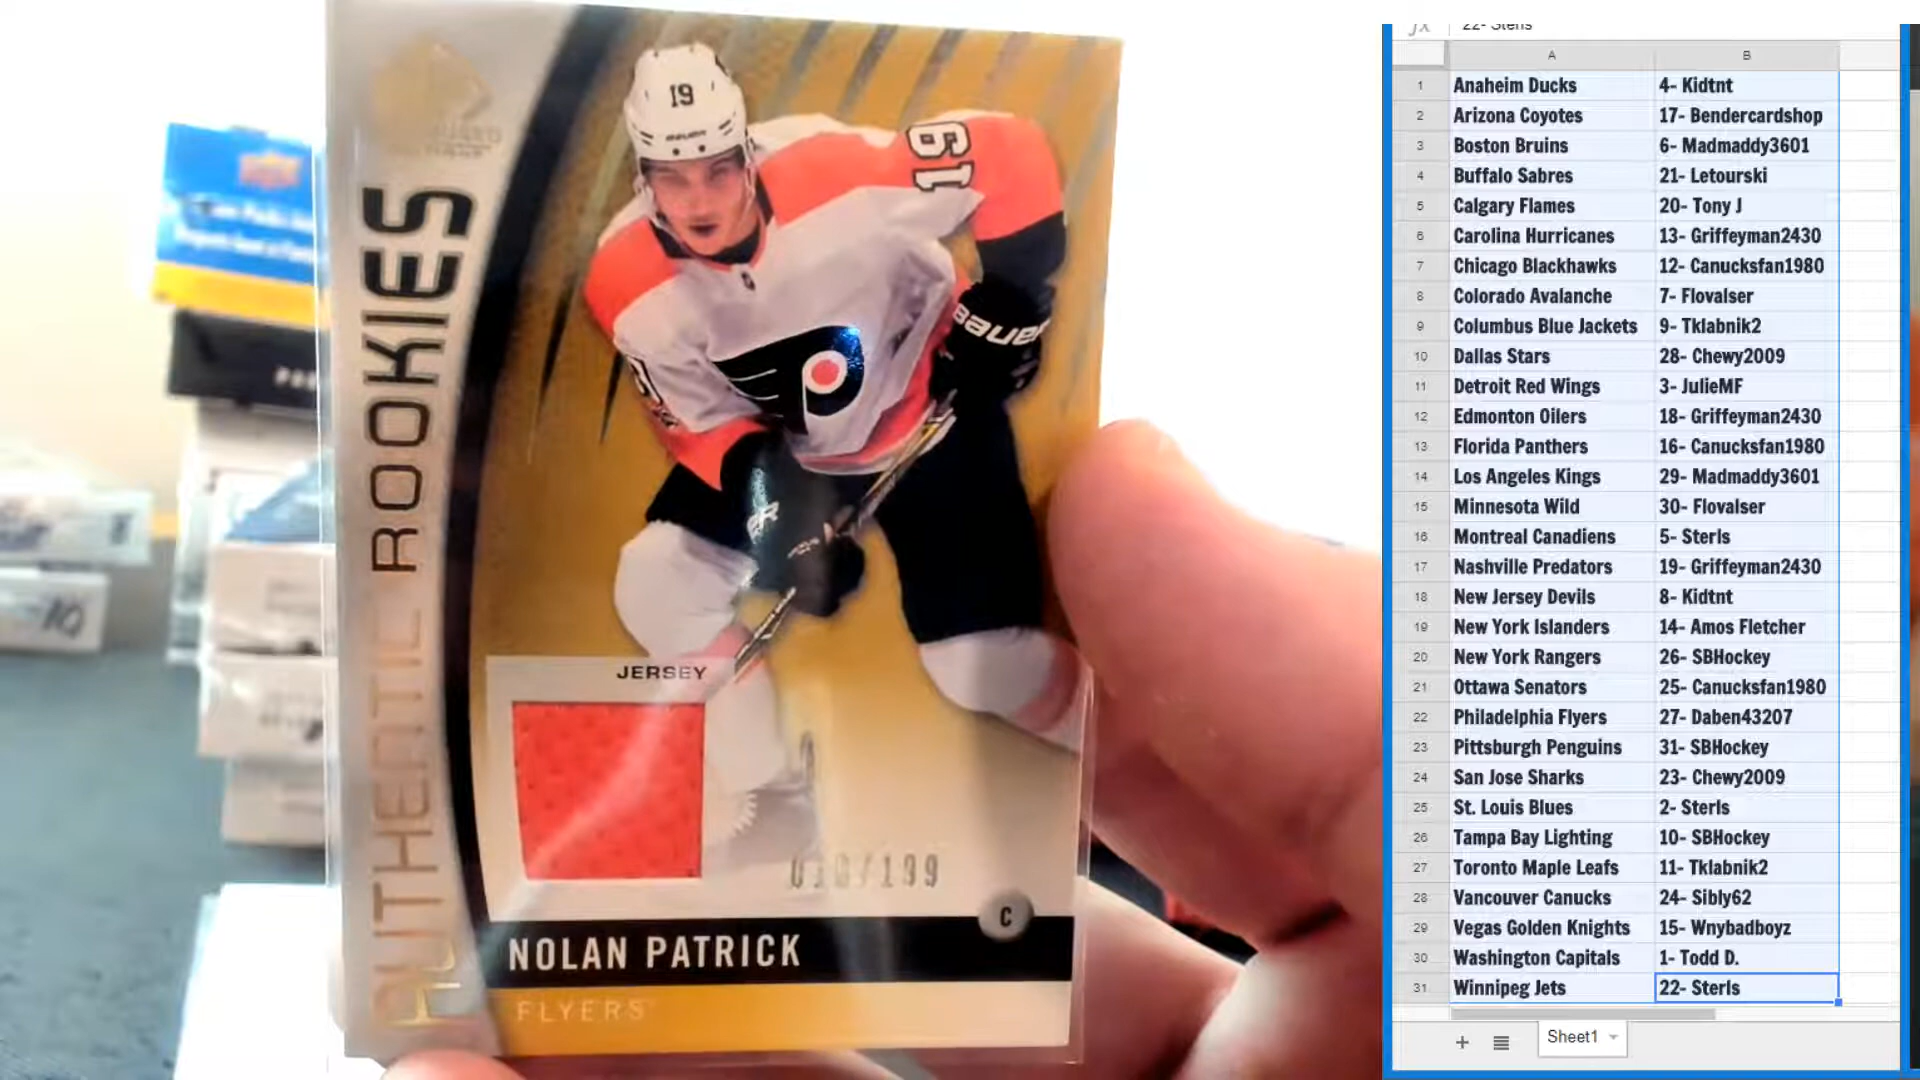 19
19
AUTHENTIC ROOKIES
BAUER
JERSEY
/199
C
NOLAN PATRICK
FLYERS
fx 22- Sterls
A B
1 Anaheim Ducks 4- Kidtnt
2 Arizona Coyotes 17- Bendercardshop
3 Boston Bruins 6- Madmaddy3601
4 Buffalo Sabres 21- Letourski
5 Calgary Flames 20- Tony J
6 Carolina Hurricanes 13- Griffeyman2430
7 Chicago Blackhawks 12- Canucksfan1980
8 Colorado Avalanche 7- Flovalser
9 Columbus Blue Jackets 9- Tklabnik2
10 Dallas Stars 28- Chewy2009
11 Detroit Red Wings 3- JulieMF
12 Edmonton Oilers 18- Griffeyman2430
13 Florida Panthers 16- Canucksfan1980
14 Los Angeles Kings 29- Madmaddy3601
15 Minnesota Wild 30- Flovalser
16 Montreal Canadiens 5- Sterls
17 Nashville Predators 19- Griffeyman2430
18 New Jersey Devils 8- Kidtnt
19 New York Islanders 14- Amos Fletcher
20 New York Rangers 26- SBHockey
21 Ottawa Senators 25- Canucksfan1980
22 Philadelphia Flyers 27- Daben43207
23 Pittsburgh Penguins 31- SBHockey
24 San Jose Sharks 23- Chewy2009
25 St. Louis Blues 2- Sterls
26 Tampa Bay Lighting 10- SBHockey
27 Toronto Maple Leafs 11- Tklabnik2
28 Vancouver Canucks 24- Sibly62
29 Vegas Golden Knights 15- Wnybadboyz
30 Washington Capitals 1- Todd D.
31 Winnipeg Jets 22- Sterls
+ Sheet1